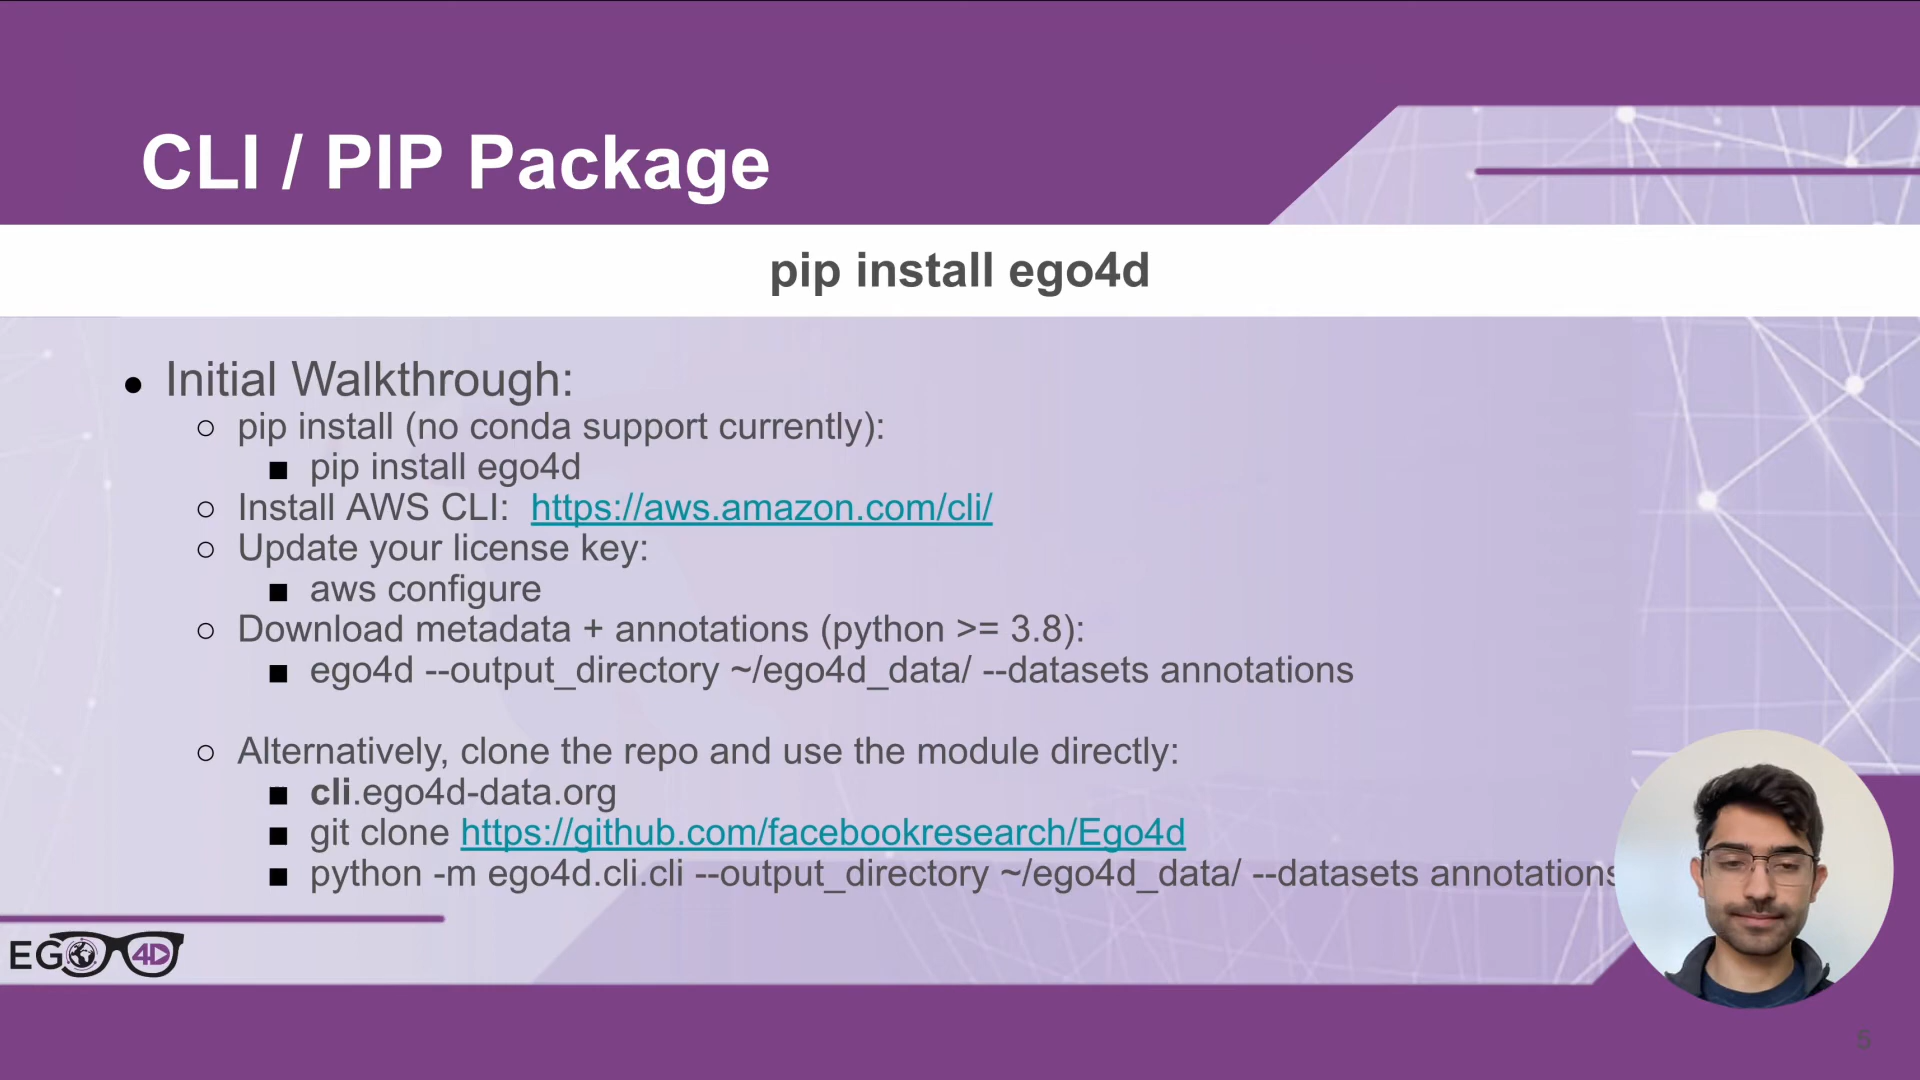 CLI / PIP Package
pip install ego4d
● Initial Walkthrough:
○ pip install (no conda support currently):
■ pip install ego4d
○ Install AWS CLI:  https://aws.amazon.com/cli/
○ Update your license key:
■ aws configure
○ Download metadata + annotations (python >= 3.8):
■ ego4d --output_directory ~/ego4d_data/ --datasets annotations
○ Alternatively, clone the repo and use the module directly:
■ cli.ego4d-data.org
■ git clone https://github.com/facebookresearch/Ego4d
■ python -m ego4d.cli.cli --output_directory ~/ego4d_data/ --datasets annotations
EGO 4D
5